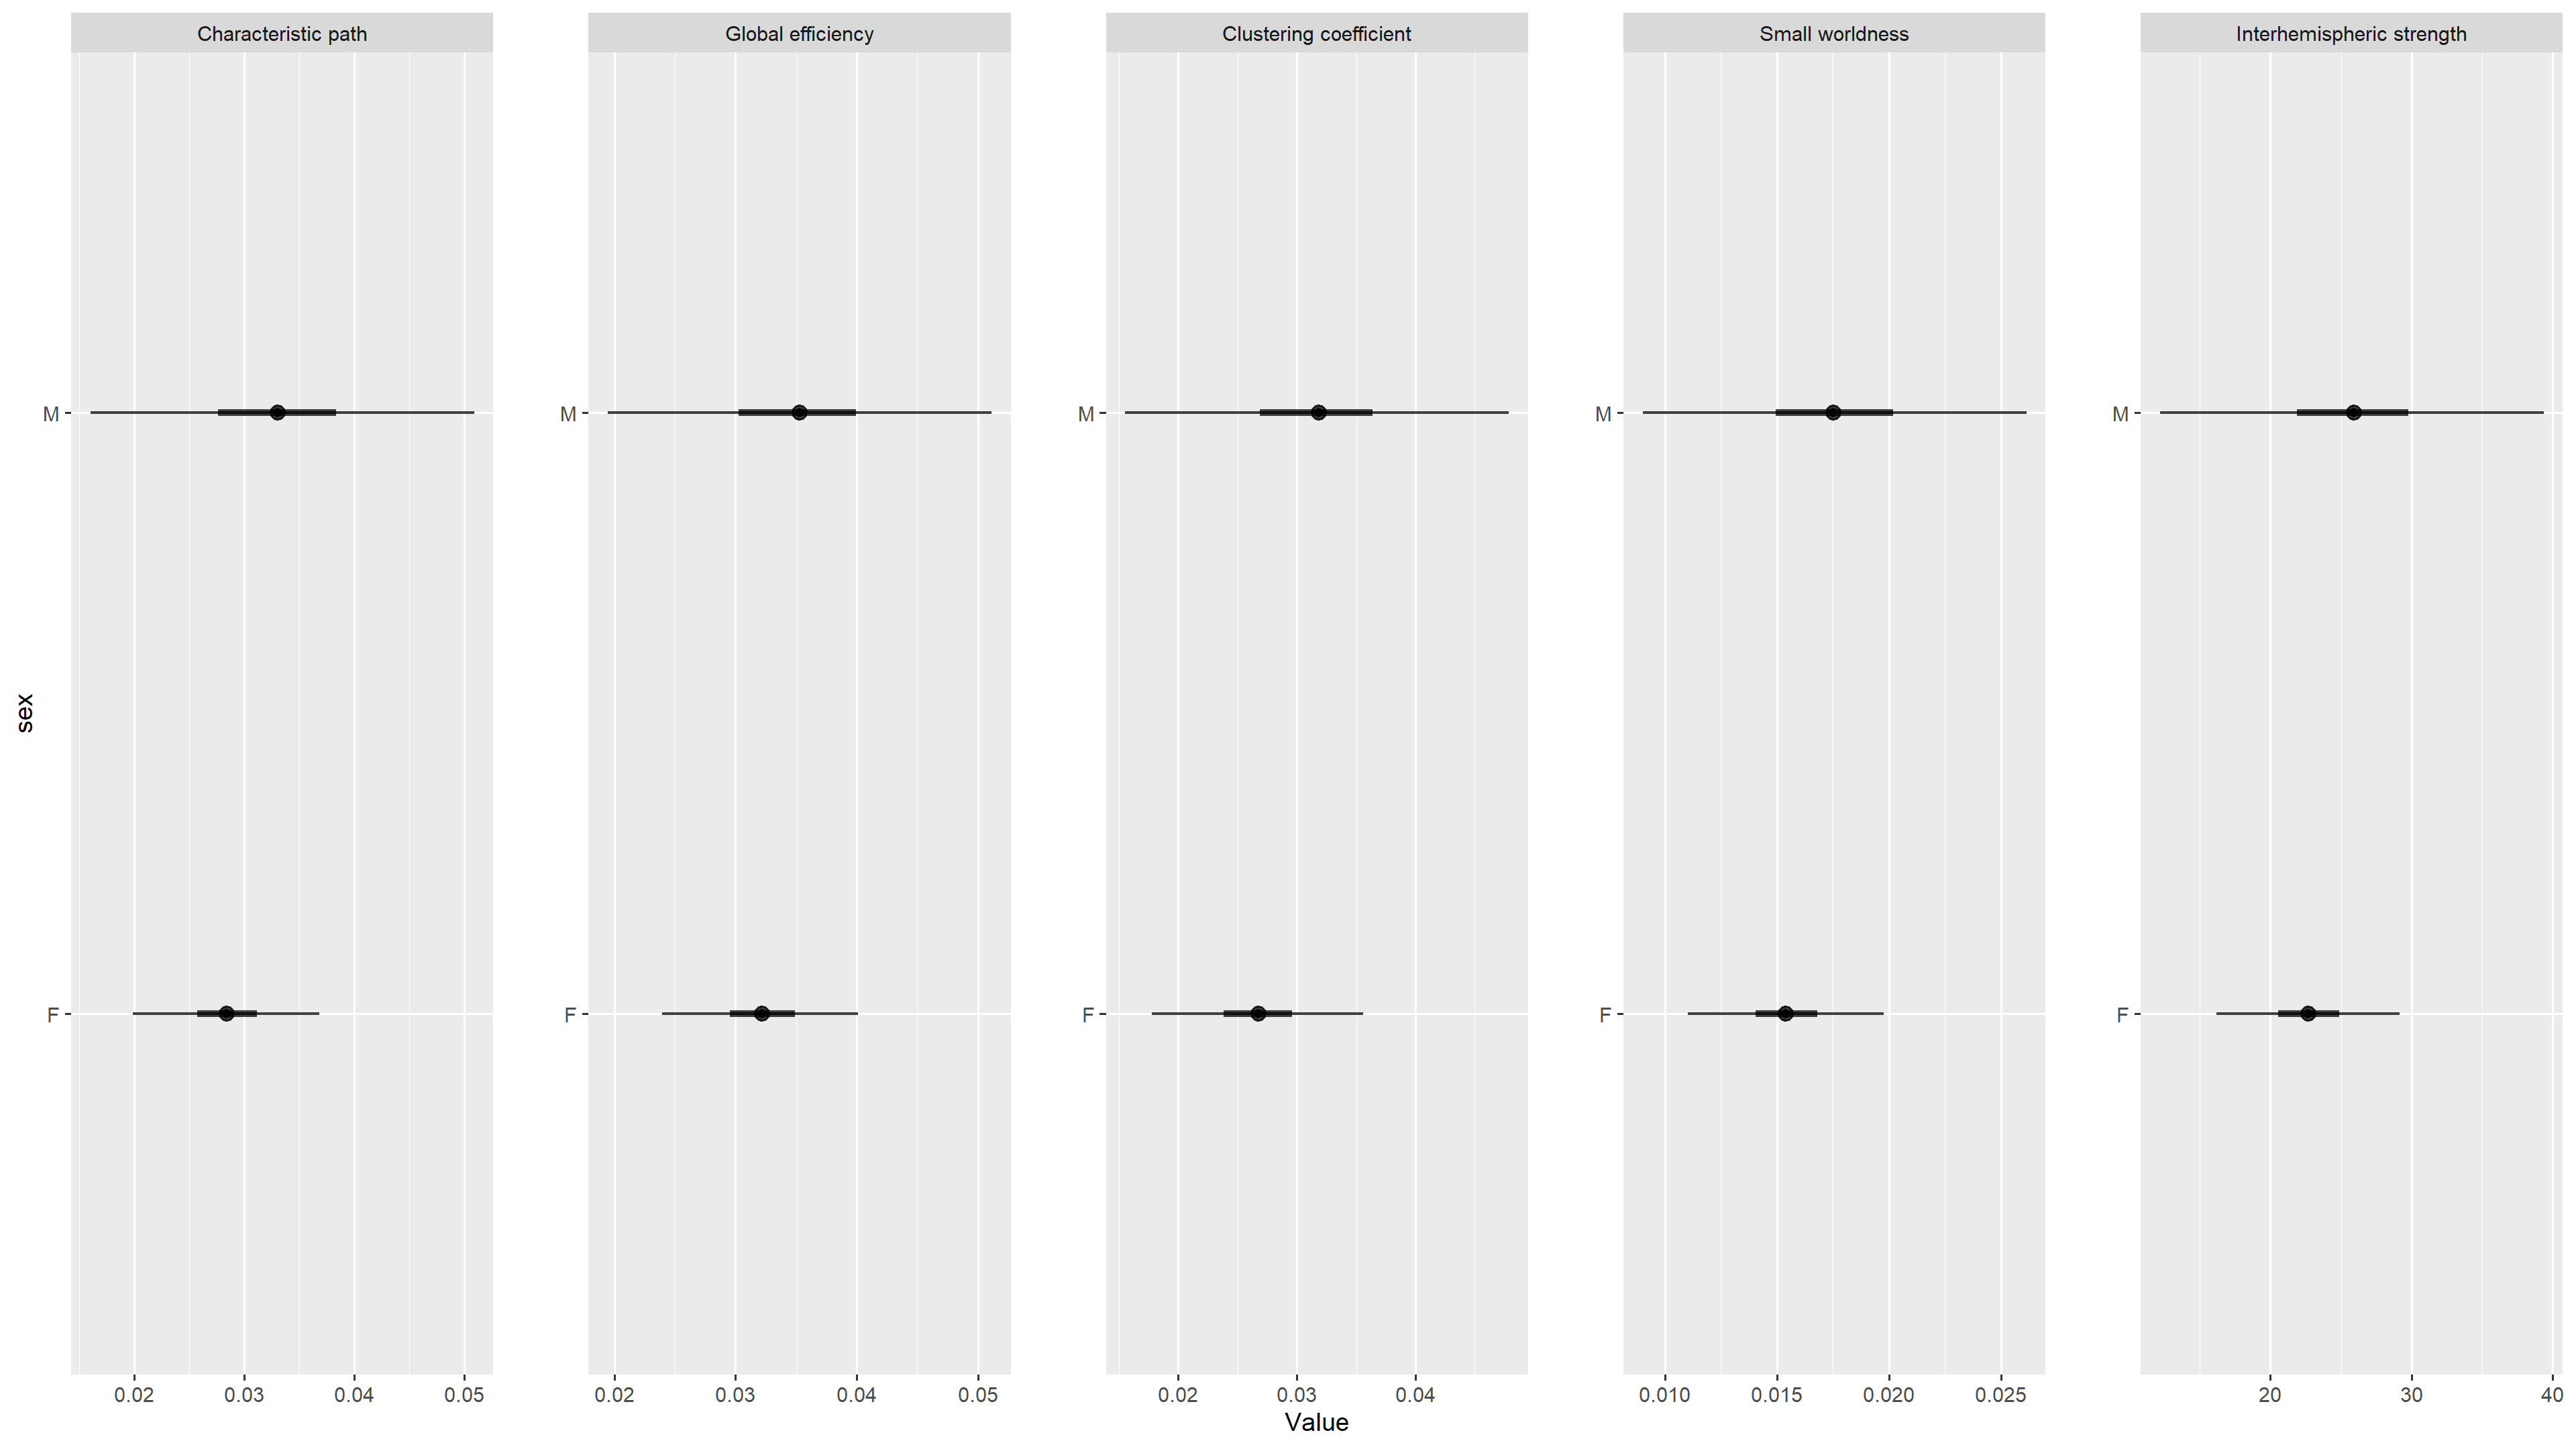 Characteristic path
Global efficiency
Clustering coefficient
Small worldness
Interhemispheric strength
sex
M
M
M
M
M
F
F
F
F
F
0.02 0.03 0.04 0.05
0.02 0.03 0.04 0.05
0.02 0.03 0.04
0.010 0.015 0.020 0.025
20 30 40
Value